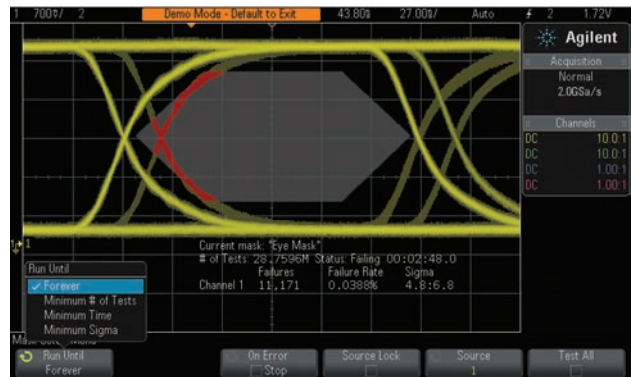 1 700♡/ 2 Demo Mode - Default to Exit 43.80s 27.00s/ Auto 2 1.72V
Agilent
Acquisition
Normal
2.0GSa/s
Channels
DC 10.0:1
DC 10.0:1
DC 1.00:1
DC 1.00:1
1
Current mask: "Eye Mask"
# of Tests: 28.7596M Status: Failing 00:02:48.0
Failures Failure Rate Sigma
Channel 1 11,171 0.0388% 4.8:6.8
Run Until
Forever
Minimum # of Tests
Minimum Time
Minimum Sigma
Run Until
Forever
On Error
Stop
Source Lock
Source
1
Test All